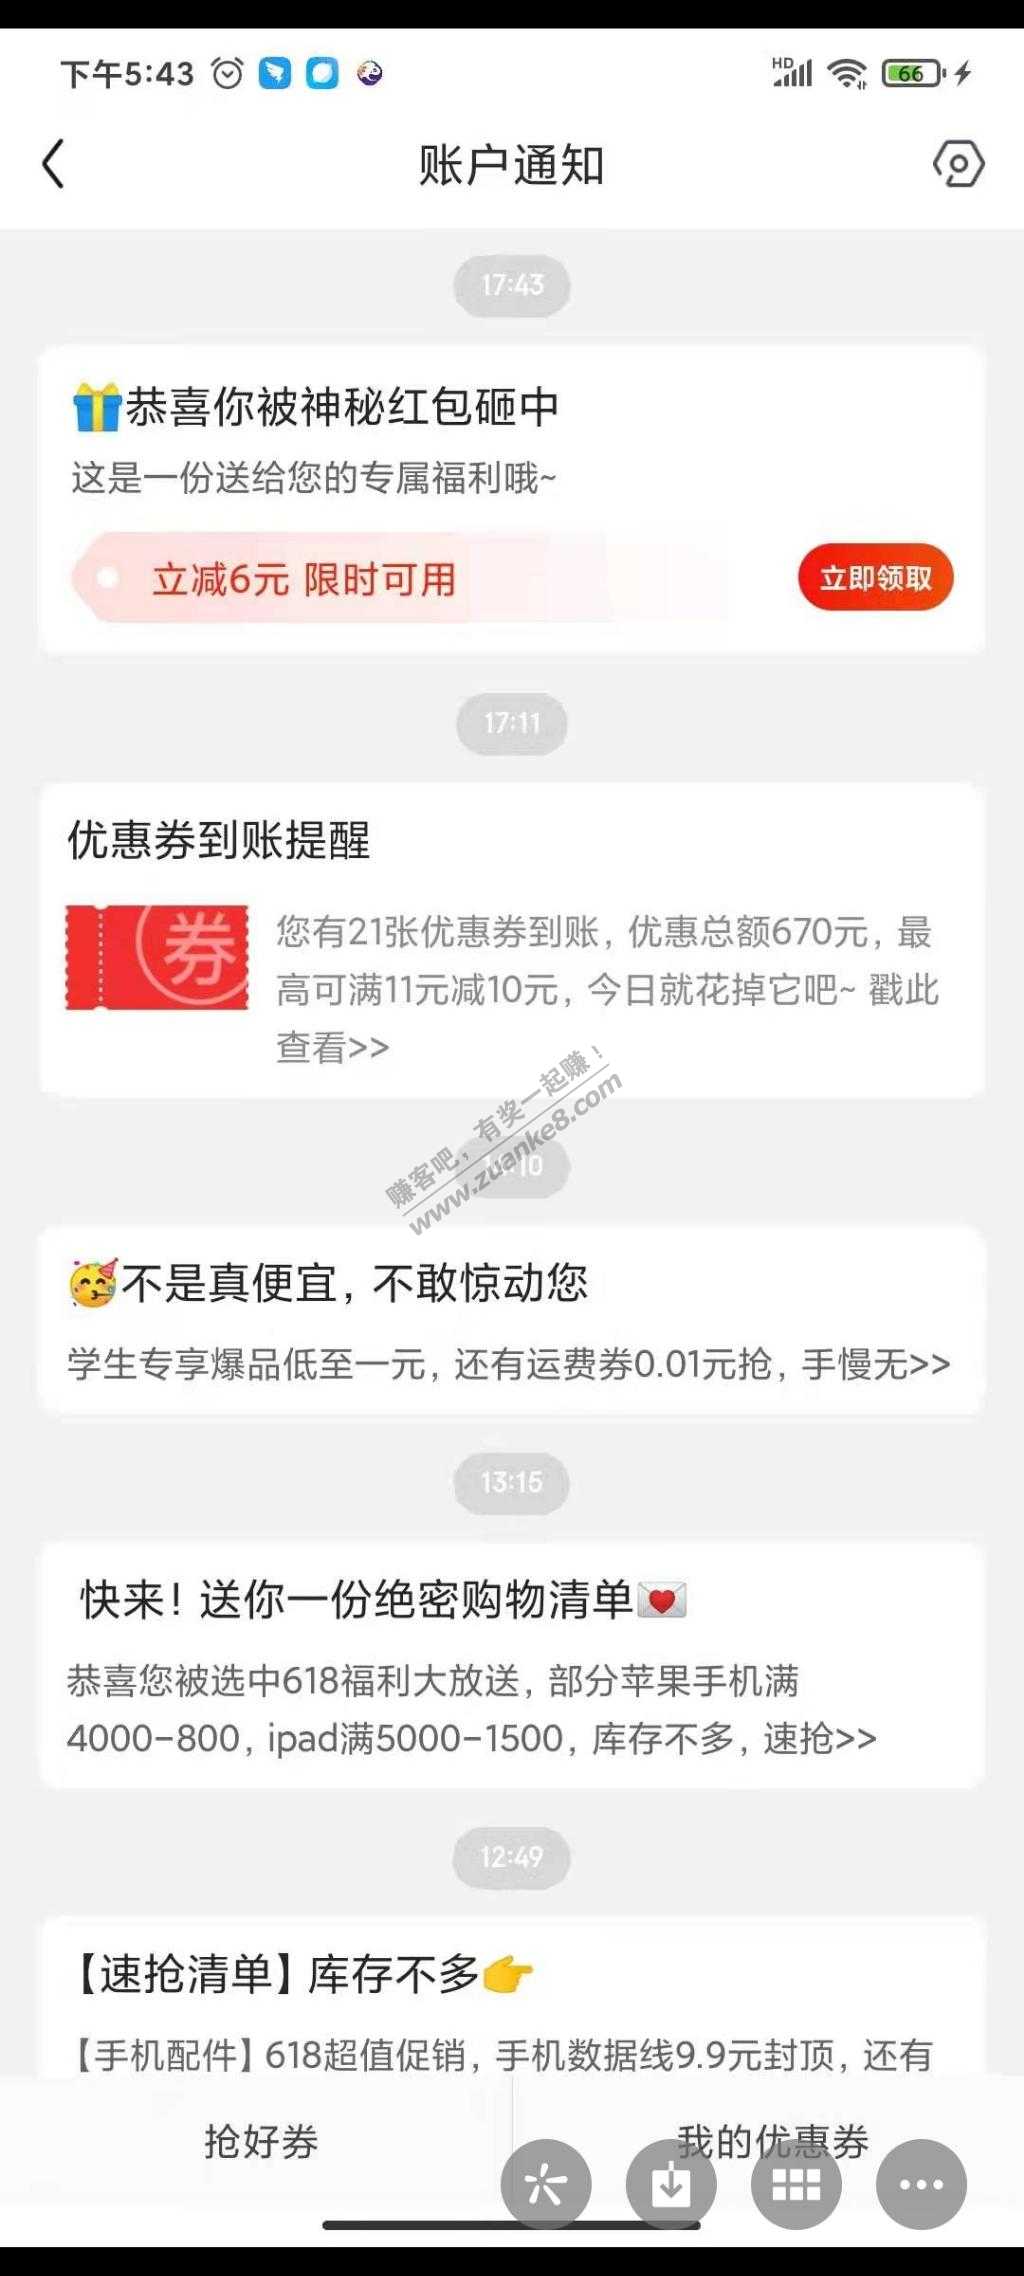 下午5:43
HD
66
账户通知
17:43
恭喜你被神秘红包砸中
这是一份送给您的专属福利哦~
立减6元 限时可用
立即领取
17:11
优惠券到账提醒
券
您有21张优惠券到账，优惠总额670元，最
高可满11元减10元，今日就花掉它吧~ 戳此
查看>>
赚客吧，有奖一起赚！
www.zuanke8.com
:10
不是真便宜，不敢惊动您
学生专享爆品低至一元，还有运费券0.01元抢，手慢无>>
13:15
快来！送你一份绝密购物清单
恭喜您被选中618福利大放送，部分苹果手机满
4000-800，ipad满5000-1500，库存不多，速抢>>
12:49
【速抢清单】库存不多
【手机配件】618超值促销，手机数据线9.9元封顶，还有
抢好券
我的优惠券